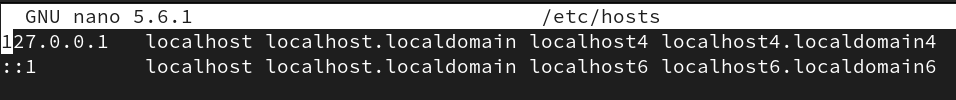 GNU nano 5.6.1 /etc/hosts
127.0.0.1 localhost localhost.localdomain localhost4 localhost4.localdomain4
::1 localhost localhost.localdomain localhost6 localhost6.localdomain6